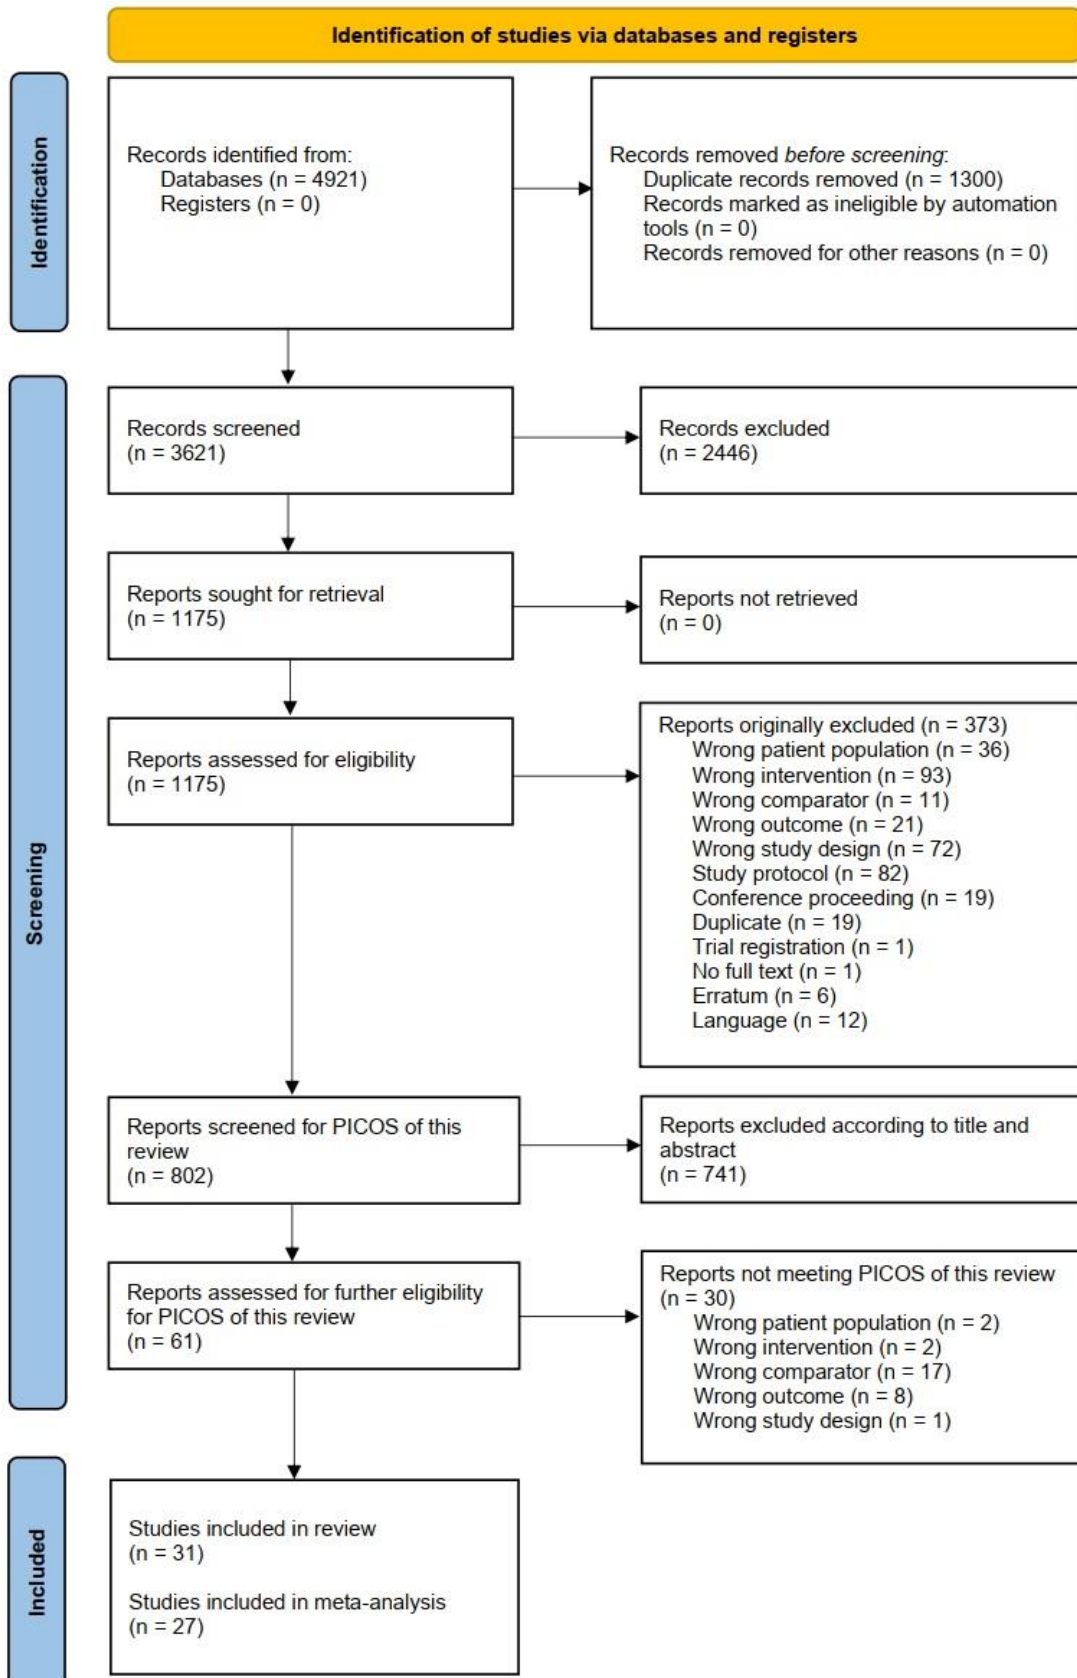 Identification of studies via databases and registers
Identification
Records identified from:
Databases (n = 4921)
Registers (n = 0)
Records removed before screening:
Duplicate records removed (n = 1300)
Records marked as ineligible by automation
tools (n = 0)
Records removed for other reasons (n = 0)
Screening
Records screened
(n = 3621)
Records excluded
(n = 2446)
Reports sought for retrieval
(n = 1175)
Reports not retrieved
(n = 0)
Reports assessed for eligibility
(n = 1175)
Reports originally excluded (n = 373)
Wrong patient population (n = 36)
Wrong intervention (n = 93)
Wrong comparator (n = 11)
Wrong outcome (n = 21)
Wrong study design (n = 72)
Study protocol (n = 82)
Conference proceeding (n = 19)
Duplicate (n = 19)
Trial registration (n = 1)
No full text (n = 1)
Erratum (n = 6)
Language (n = 12)
Reports screened for PICOS of this
review
(n = 802)
Reports excluded according to title and
abstract
(n = 741)
Reports assessed for further eligibility
for PICOS of this review
(n = 61)
Reports not meeting PICOS of this review
(n = 30)
Wrong patient population (n = 2)
Wrong intervention (n = 2)
Wrong comparator (n = 17)
Wrong outcome (n = 8)
Wrong study design (n = 1)
Included
Studies included in review
(n = 31)
Studies included in meta-analysis
(n = 27)